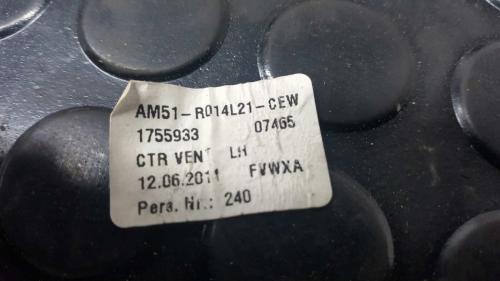 AM51-R014L21-CEW
1755933 07465
CTR VENT LH
12.06.2011 FVWXA
Pers. Nr.: 240